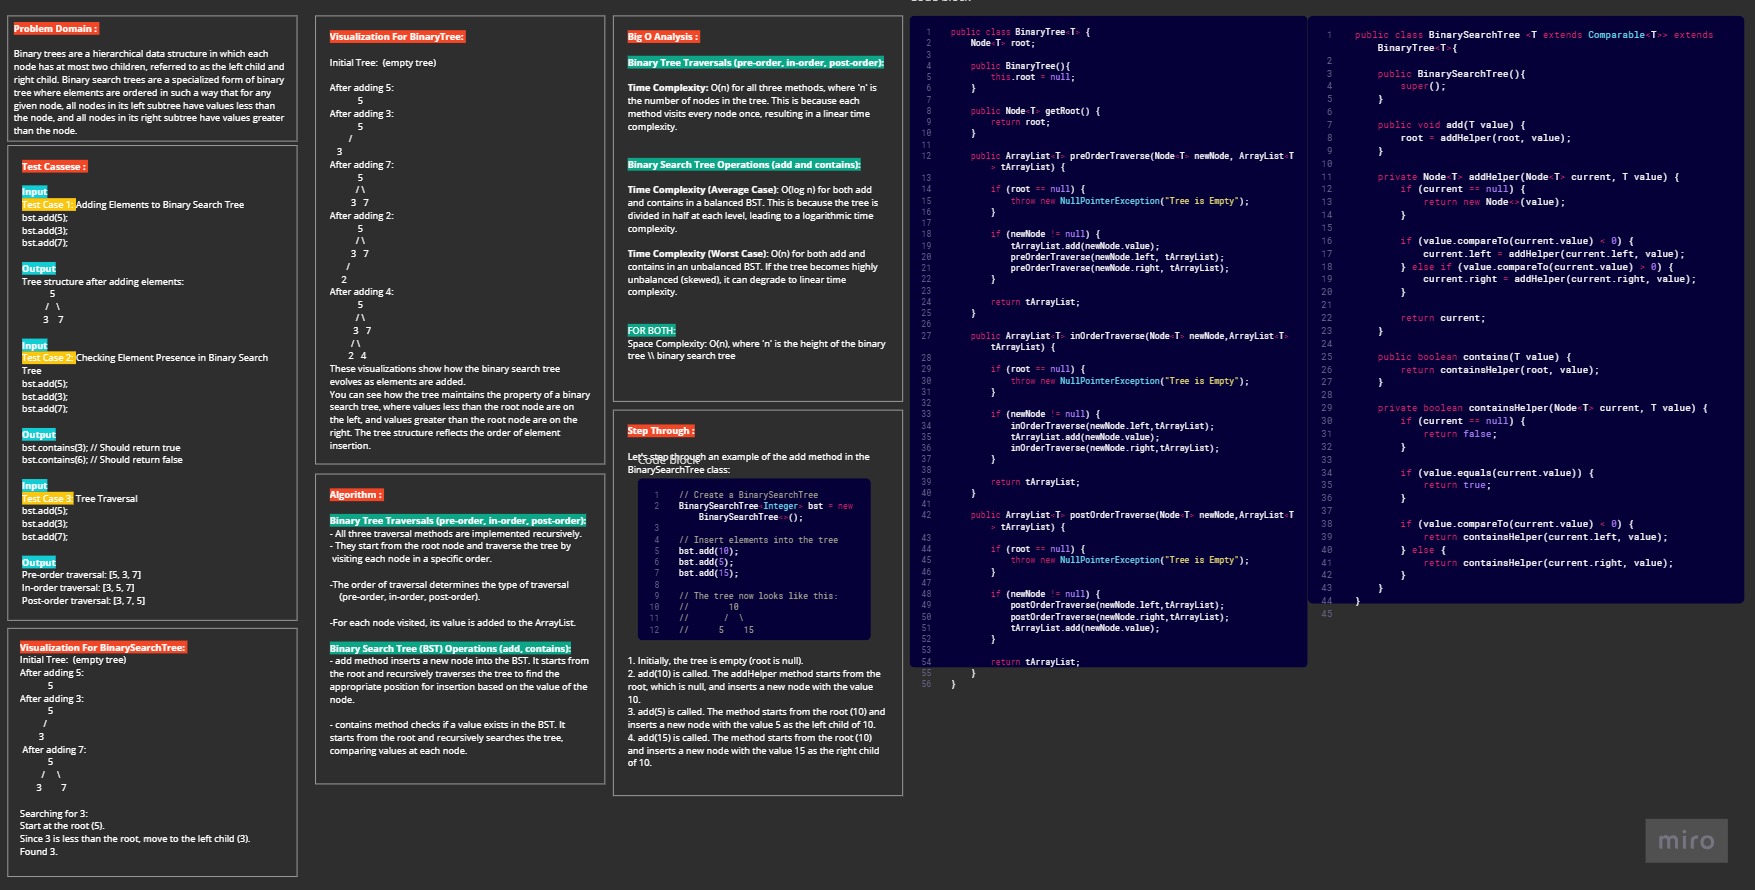 Problem Domain :
Binary trees are a hierarchical data structure in which each
node has at most two children, referred to as the left child and
right child. Binary search trees are a specialized form of binary
tree where elements are ordered in such a way that for any
given node, all nodes in its left subtree have values less than
the node, and all nodes in its right subtree have values greater
than the node.
Test Cassese :
Input
Test Case 1: Adding Elements to Binary Search Tree
bst.add(5);
bst.add(3);
bst.add(7);
Output
Tree structure after adding elements:
5
/ \
3 7
Input
Test Case 2: Checking Element Presence in Binary Search
Tree
bst.add(5);
bst.add(3);
bst.add(7);
Output
bst.contains(3); // Should return true
bst.contains(6); // Should return false
Input
Test Case 3: Tree Traversal
bst.add(5);
bst.add(3);
bst.add(7);
Output
Pre-order traversal: [5, 3, 7]
In-order traversal: [3, 5, 7]
Post-order traversal: [3, 7, 5]
Visualization For BinarySearchTree:
Initial Tree: (empty tree)
After adding 5:
5
After adding 3:
5
/
3
After adding 7:
5
/ \
3 7
Searching for 3:
Start at the root (5).
Since 3 is less than the root, move to the left child (3).
Found 3.
Visualization For BinaryTree:
Initial Tree: (empty tree)
After adding 5:
5
After adding 3:
5
/
3
After adding 7:
5
/ \
3 7
After adding 2:
5
/ \
3 7
/
2
After adding 4:
5
/ \
3 7
/ \
2 4
These visualizations show how the binary search tree
evolves as elements are added.
You can see how the tree maintains the property of a binary
search tree, where values less than the root node are on
the left, and values greater than the root node are on the
right. The tree structure reflects the order of element
insertion.
Algorithm :
Binary Tree Traversals (pre-order, in-order, post-order):
- All three traversal methods are implemented recursively.
- They start from the root node and traverse the tree by
visiting each node in a specific order.
-The order of traversal determines the type of traversal
(pre-order, in-order, post-order).
-For each node visited, its value is added to the ArrayList.
Binary Search Tree (BST) Operations (add, contains):
- add method inserts a new node into the BST. It starts from
the root and recursively traverses the tree to find the
appropriate position for insertion based on the value of the
node.
- contains method checks if a value exists in the BST. It
starts from the root and recursively searches the tree,
comparing values at each node.
Big O Analysis :
Binary Tree Traversals (pre-order, in-order, post-order):
Time Complexity: O(n) for all three methods, where 'n' is
the number of nodes in the tree. This is because each
method visits every node once, resulting in a linear time
complexity.
Binary Search Tree Operations (add and contains):
Time Complexity (Average Case): O(log n) for both add
and contains in a balanced BST. This is because the tree is
divided in half at each level, leading to a logarithmic time
complexity.
Time Complexity (Worst Case): O(n) for both add and
contains in an unbalanced BST. If the tree becomes highly
unbalanced (skewed), it can degrade to linear time
complexity.
FOR BOTH:
Space Complexity: O(n), where 'n' is the height of the binary
tree \\ binary search tree
Step Through :
Let's step through an example of the add method in the
Code block
BinarySearchTree class:
1 // Create a BinarySearchTree
2 BinarySearchTree<Integer> bst = new
BinarySearchTree<>();
3
4 // Insert elements into the tree
5 bst.add(10);
6 bst.add(5);
7 bst.add(15);
8
9 // The tree now looks like this:
10 // 10
11 // / \
12 // 5 15
1. Initially, the tree is empty (root is null).
2. add(10) is called. The addHelper method starts from the
root, which is null, and inserts a new node with the value
10.
3. add(5) is called. The method starts from the root (10) and
inserts a new node with the value 5 as the left child of 10.
4. add(15) is called. The method starts from the root (10)
and inserts a new node with the value 15 as the right child
of 10.
1 public class BinaryTree<T> {
2 Node<T> root;
3
4 public BinaryTree(){
5 this.root = null;
6 }
7
8 public Node<T> getRoot() {
9 return root;
10 }
11
12 public ArrayList<T> preOrderTraverse(Node<T> newNode, ArrayList<T
> tArrayList) {
13
14 if (root == null) {
15 throw new NullPointerException("Tree is Empty");
16 }
17
18 if (newNode != null) {
19 tArrayList.add(newNode.value);
20 preOrderTraverse(newNode.left, tArrayList);
21 preOrderTraverse(newNode.right, tArrayList);
22 }
23
24 return tArrayList;
25 }
26
27 public ArrayList<T> inOrderTraverse(Node<T> newNode,ArrayList<T>
tArrayList) {
28
29 if (root == null) {
30 throw new NullPointerException("Tree is Empty");
31 }
32
33 if (newNode != null) {
34 inOrderTraverse(newNode.left,tArrayList);
35 tArrayList.add(newNode.value);
36 inOrderTraverse(newNode.right,tArrayList);
37 }
38
39 return tArrayList;
40 }
41
42 public ArrayList<T> postOrderTraverse(Node<T> newNode,ArrayList<T
> tArrayList) {
43
44 if (root == null) {
45 throw new NullPointerException("Tree is Empty");
46 }
47
48 if (newNode != null) {
49 postOrderTraverse(newNode.left,tArrayList);
50 postOrderTraverse(newNode.right,tArrayList);
51 tArrayList.add(newNode.value);
52 }
53
54 return tArrayList;
55 }
56 }
1 public class BinarySearchTree <T extends Comparable<T>> extends
BinaryTree<T>{
2
3 public BinarySearchTree(){
4 super();
5 }
6
7 public void add(T value) {
8 root = addHelper(root, value);
9 }
10
11 private Node<T> addHelper(Node<T> current, T value) {
12 if (current == null) {
13 return new Node<>(value);
14 }
15
16 if (value.compareTo(current.value) < 0) {
17 current.left = addHelper(current.left, value);
18 } else if (value.compareTo(current.value) > 0) {
19 current.right = addHelper(current.right, value);
20 }
21
22 return current;
23 }
24
25 public boolean contains(T value) {
26 return containsHelper(root, value);
27 }
28
29 private boolean containsHelper(Node<T> current, T value) {
30 if (current == null) {
31 return false;
32 }
33
34 if (value.equals(current.value)) {
35 return true;
36 }
37
38 if (value.compareTo(current.value) < 0) {
39 return containsHelper(current.left, value);
40 } else {
41 return containsHelper(current.right, value);
42 }
43 }
44 }
45
miro